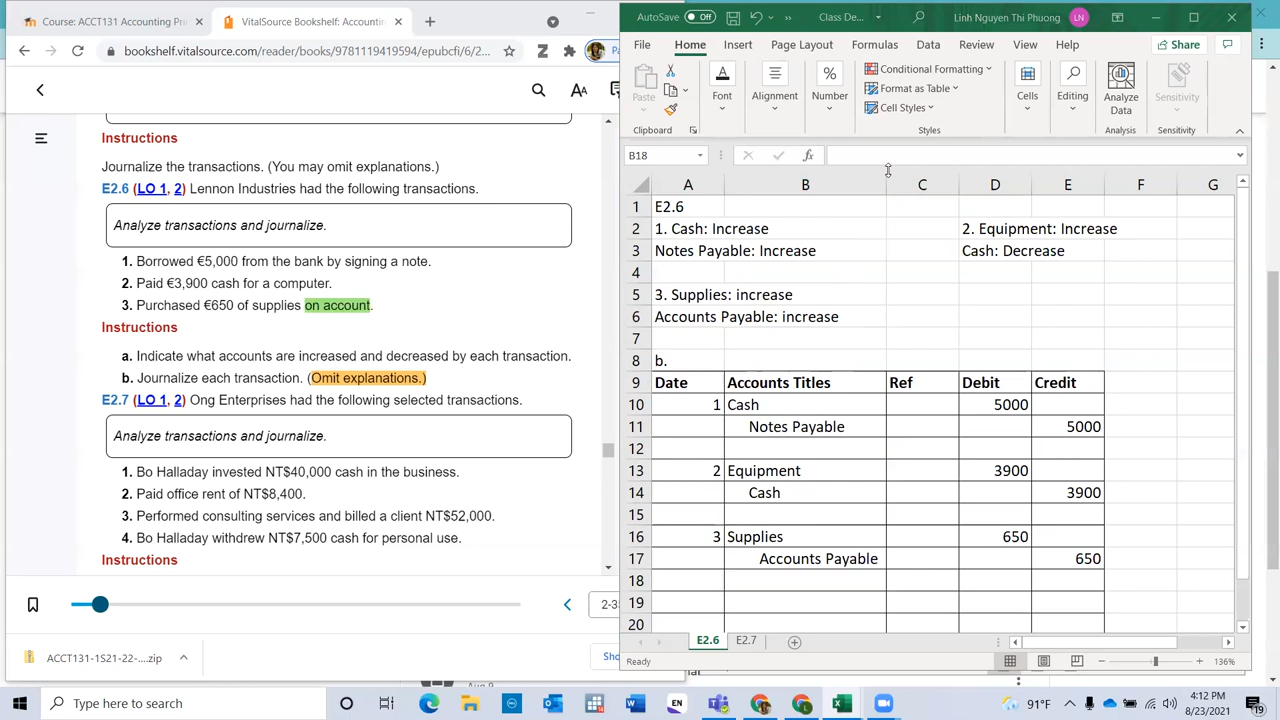 Course: ACCT131 Accounting Pri
VitalSource Bookshelf: Accounting
bookshelf.vitalsource.com/reader/books/9781119419594/epubcfi/6/2...
Instructions
Journalize the transactions. (You may omit explanations.)
E2.6 (LO 1, 2) Lennon Industries had the following transactions.
Analyze transactions and journalize.
1. Borrowed €5,000 from the bank by signing a note.
2. Paid €3,900 cash for a computer.
3. Purchased €650 of supplies on account.
Instructions
a. Indicate what accounts are increased and decreased by each transaction.
b. Journalize each transaction. (Omit explanations.)
E2.7 (LO 1, 2) Ong Enterprises had the following selected transactions.
Analyze transactions and journalize.
1. Bo Halladay invested NT$40,000 cash in the business.
2. Paid office rent of NT$8,400.
3. Performed consulting services and billed a client NT$52,000.
4. Bo Halladay withdrew NT$7,500 cash for personal use.
Instructions
ACCT131-1S21-22-....zip
AutoSave Off Class De... Linh Nguyen Thi Phuong LN
File Home Insert Page Layout Formulas Data Review View Help Share
Paste Font Alignment Number Conditional Formatting Format as Table Cell Styles Cells Editing Analyze Data Sensitivity
Clipboard Styles Analysis Sensitivity
B18 fx
A B C D E F G
1 E2.6
2 1. Cash: Increase 2. Equipment: Increase
3 Notes Payable: Increase Cash: Decrease
4
5 3. Supplies: increase
6 Accounts Payable: increase
7
8 b.
9 Date Accounts Titles Ref Debit Credit
10 1 Cash 5000
11 Notes Payable 5000
12
13 2 Equipment 3900
14 Cash 3900
15
16 3 Supplies 650
17 Accounts Payable 650
18
19
20
E2.6 E2.7
Ready 136%
Type here to search
91°F
4:12 PM
8/23/2021
19